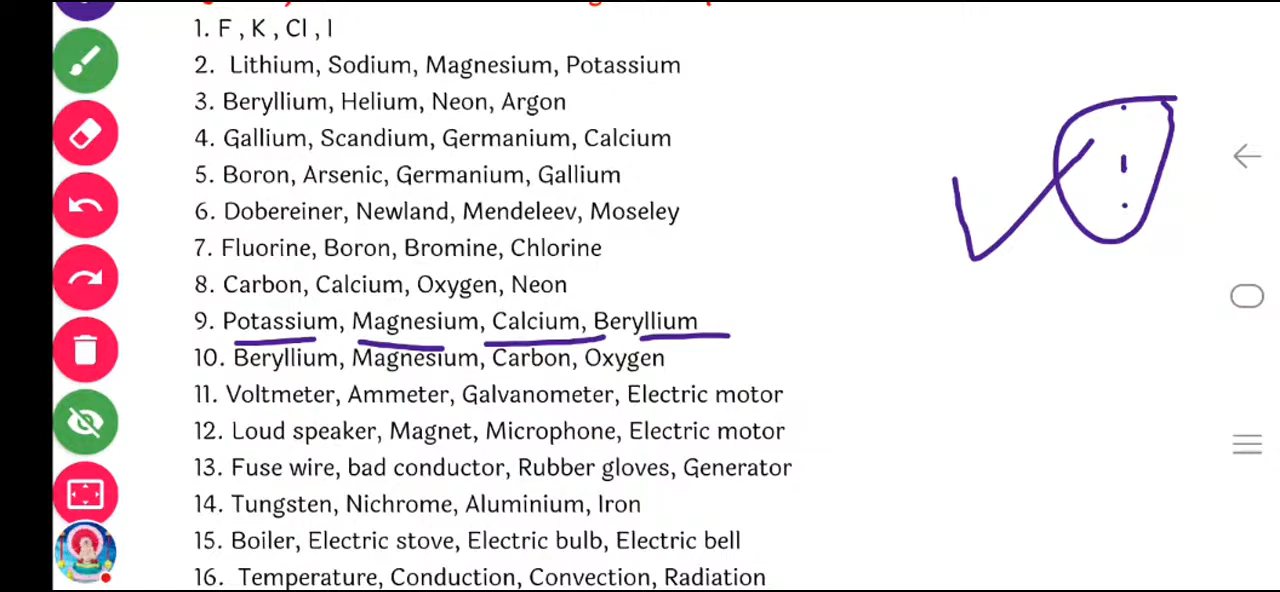 1. F , K , Cl , I
2. Lithium, Sodium, Magnesium, Potassium
3. Beryllium, Helium, Neon, Argon
4. Gallium, Scandium, Germanium, Calcium
5. Boron, Arsenic, Germanium, Gallium
6. Dobereiner, Newland, Mendeleev, Moseley
7. Fluorine, Boron, Bromine, Chlorine
8. Carbon, Calcium, Oxygen, Neon
9. Potassium, Magnesium, Calcium, Beryllium
10. Beryllium, Magnesium, Carbon, Oxygen
11. Voltmeter, Ammeter, Galvanometer, Electric motor
12. Loud speaker, Magnet, Microphone, Electric motor
13. Fuse wire, bad conductor, Rubber gloves, Generator
14. Tungsten, Nichrome, Aluminium, Iron
15. Boiler, Electric stove, Electric bulb, Electric bell
16. Temperature, Conduction, Convection, Radiation